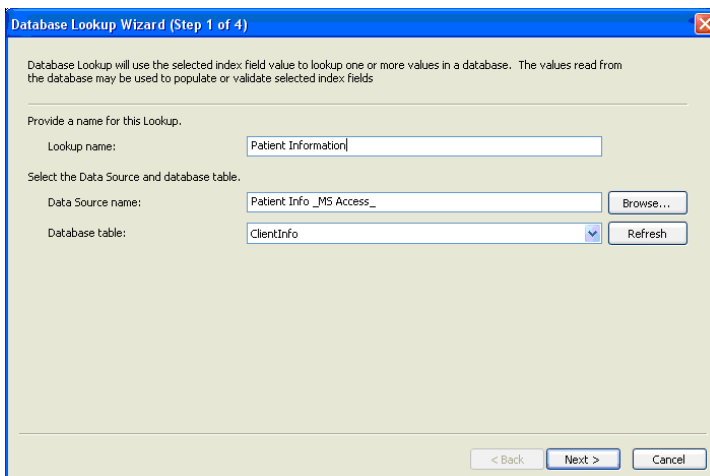 Database Lookup Wizard (Step 1 of 4)
Database Lookup will use the selected index field value to lookup one or more values in a database. The values read from
the database may be used to populate or validate selected index fields
Provide a name for this Lookup.
Lookup name: Patient Information
Select the Data Source and database table.
Data Source name: Patient Info _MS Access_ Browse...
Database table: ClientInfo Refresh
< Back Next > Cancel